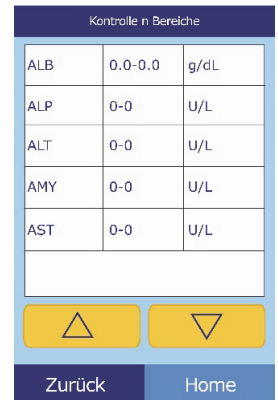 Kontrolle n Bereiche
ALB 0.0-0.0 g/dL
ALP 0-0 U/L
ALT 0-0 U/L
AMY 0-0 U/L
AST 0-0 U/L
Zurück Home